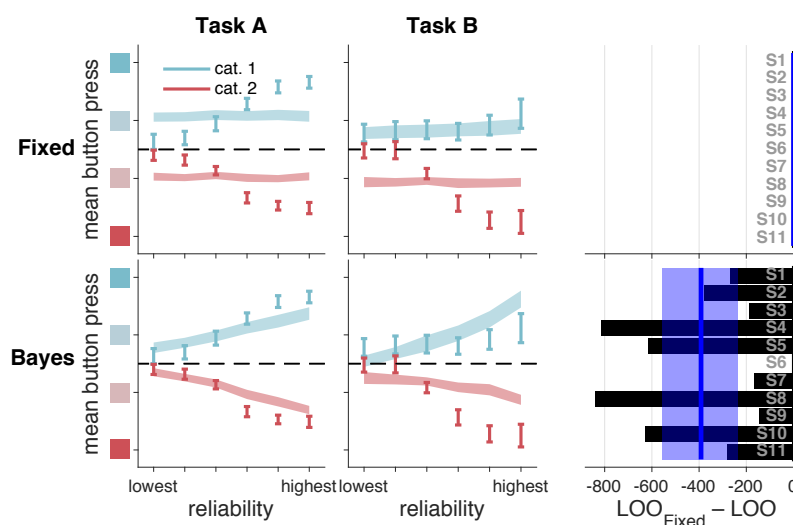 Task A
Task B
cat. 1
cat. 2
Fixed
mean button press
S1
S2
S3
S4
S5
S6
S7
S8
S9
S10
S11
Bayes
mean button press
S1
S2
S3
S4
S5
S6
S7
S8
S9
S10
S11
lowest
highest
lowest
highest
-800
-600
-400
-200
0
reliability
reliability
LOO_Fixed – LOO